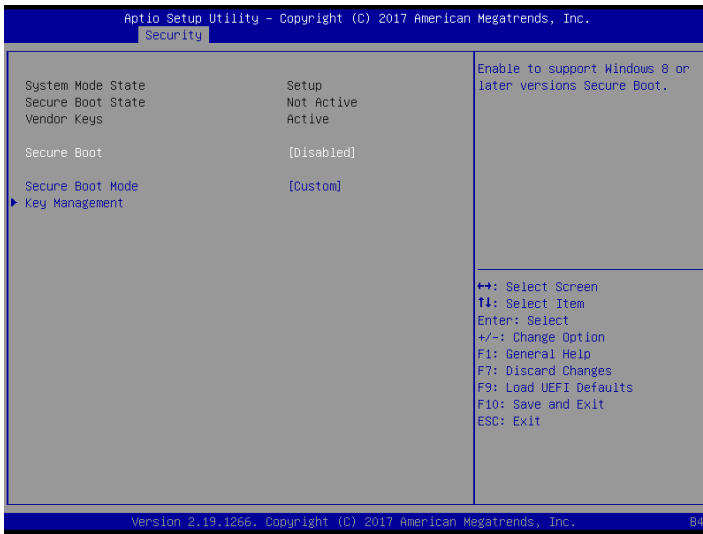 Aptio Setup Utility – Copyright (C) 2017 American Megatrends, Inc.
Security
System Mode State Setup
Secure Boot State Not Active
Vendor Keys Active
Secure Boot [Disabled]
Secure Boot Mode [Custom]
Key Management
Enable to support Windows 8 or
later versions Secure Boot.
↔: Select Screen
↑↓: Select Item
Enter: Select
+/-: Change Option
F1: General Help
F7: Discard Changes
F9: Load UEFI Defaults
F10: Save and Exit
ESC: Exit
Version 2.19.1266. Copyright (C) 2017 American Megatrends, Inc.
B4